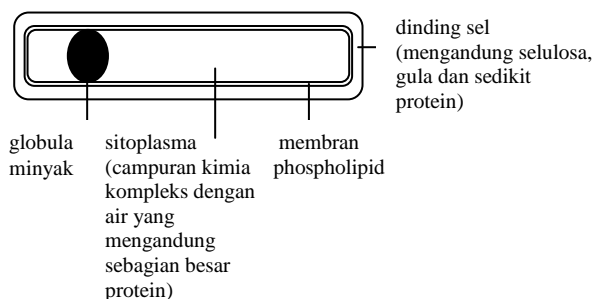 dinding sel
(mengandung selulosa,
gula dan sedikit
protein)
globula
minyak
sitoplasma
(campuran kimia
kompleks dengan
air yang
mengandung
sebagian besar
protein)
membran
phospholipid